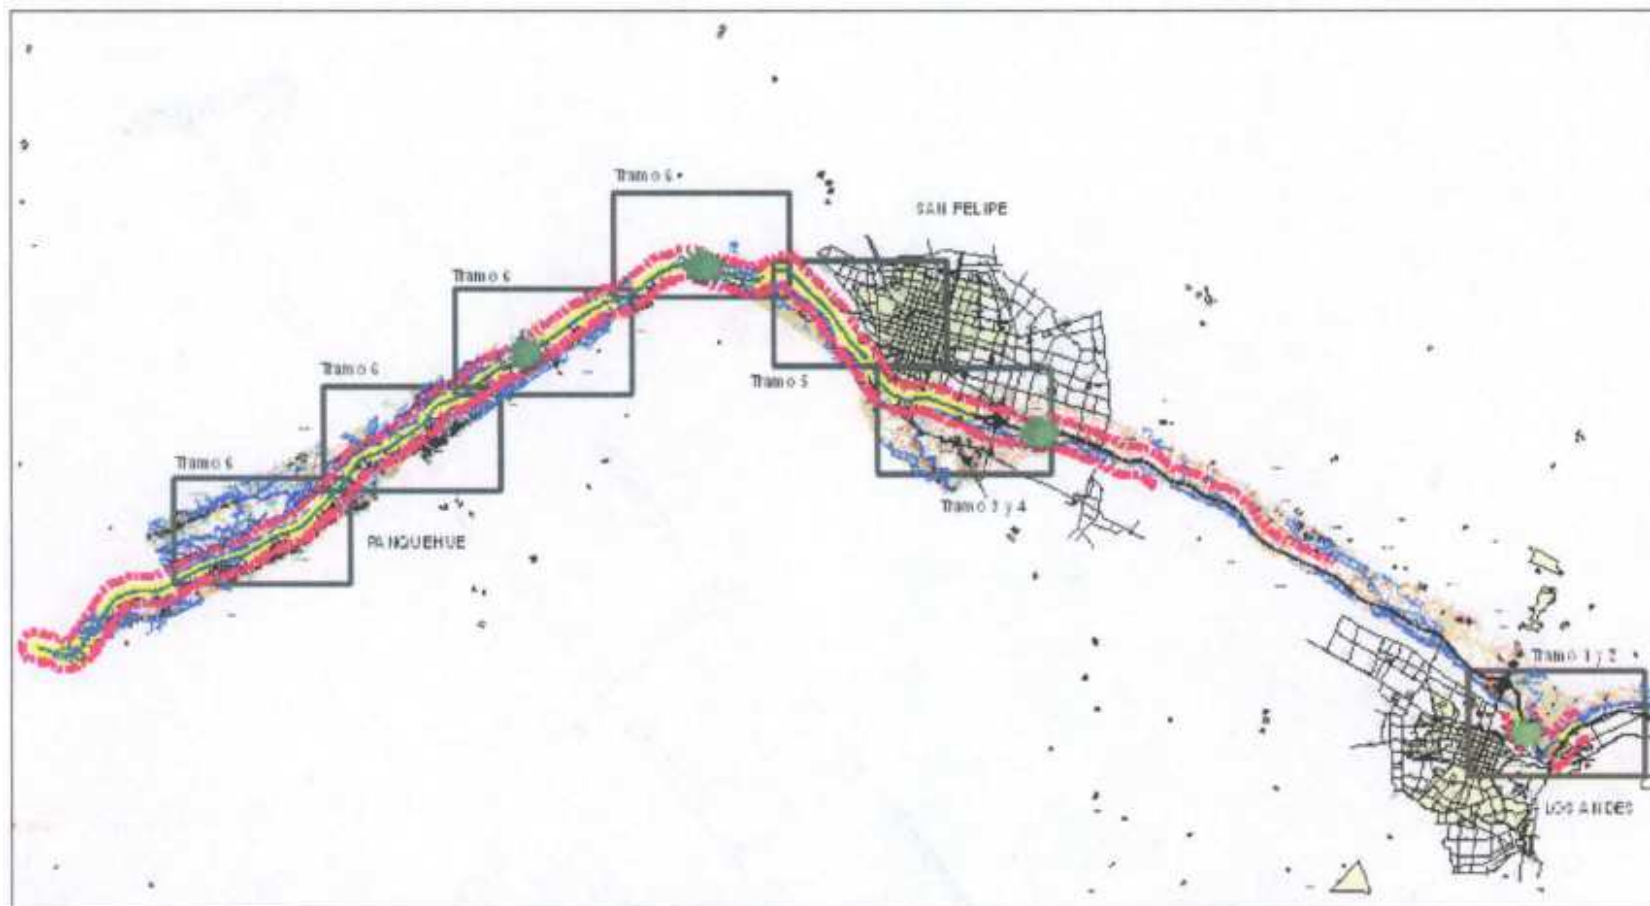 Tramo 6
SAN FELIPE
Tramo 6
Tramo 6
Tramo 5
Tramo 6
Tramo 3 y 4
PANQUEHUE
Tramo 1 y 2
LOS ANDES